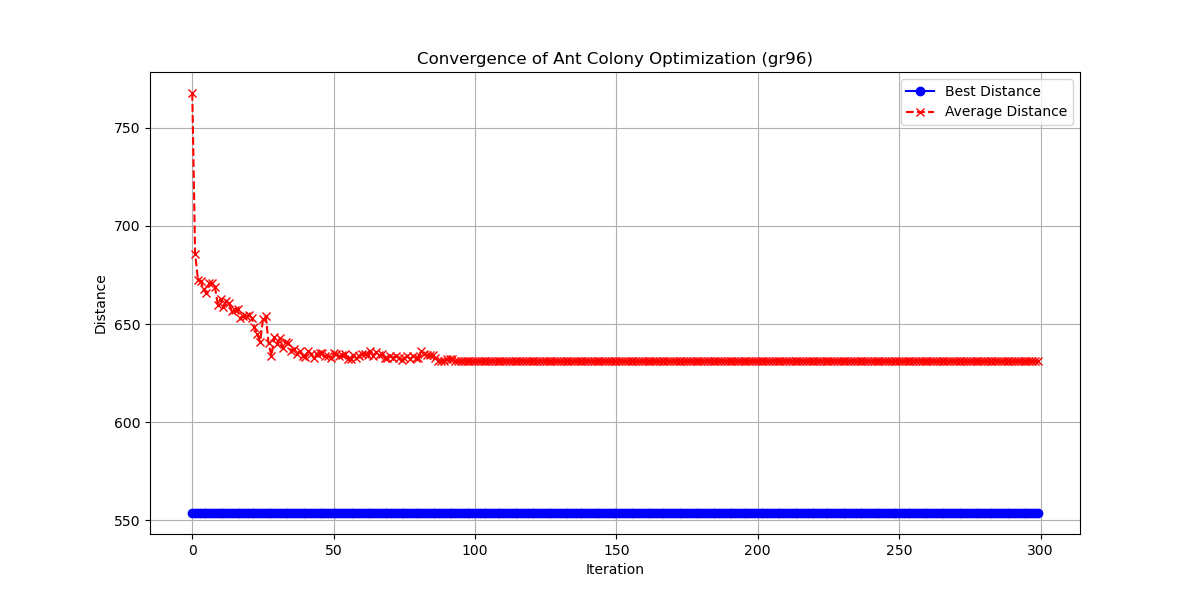 Convergence of Ant Colony Optimization (gr96)
Best Distance
Average Distance
750
700
650
600
550
Distance
0 50 100 150 200 250 300
Iteration